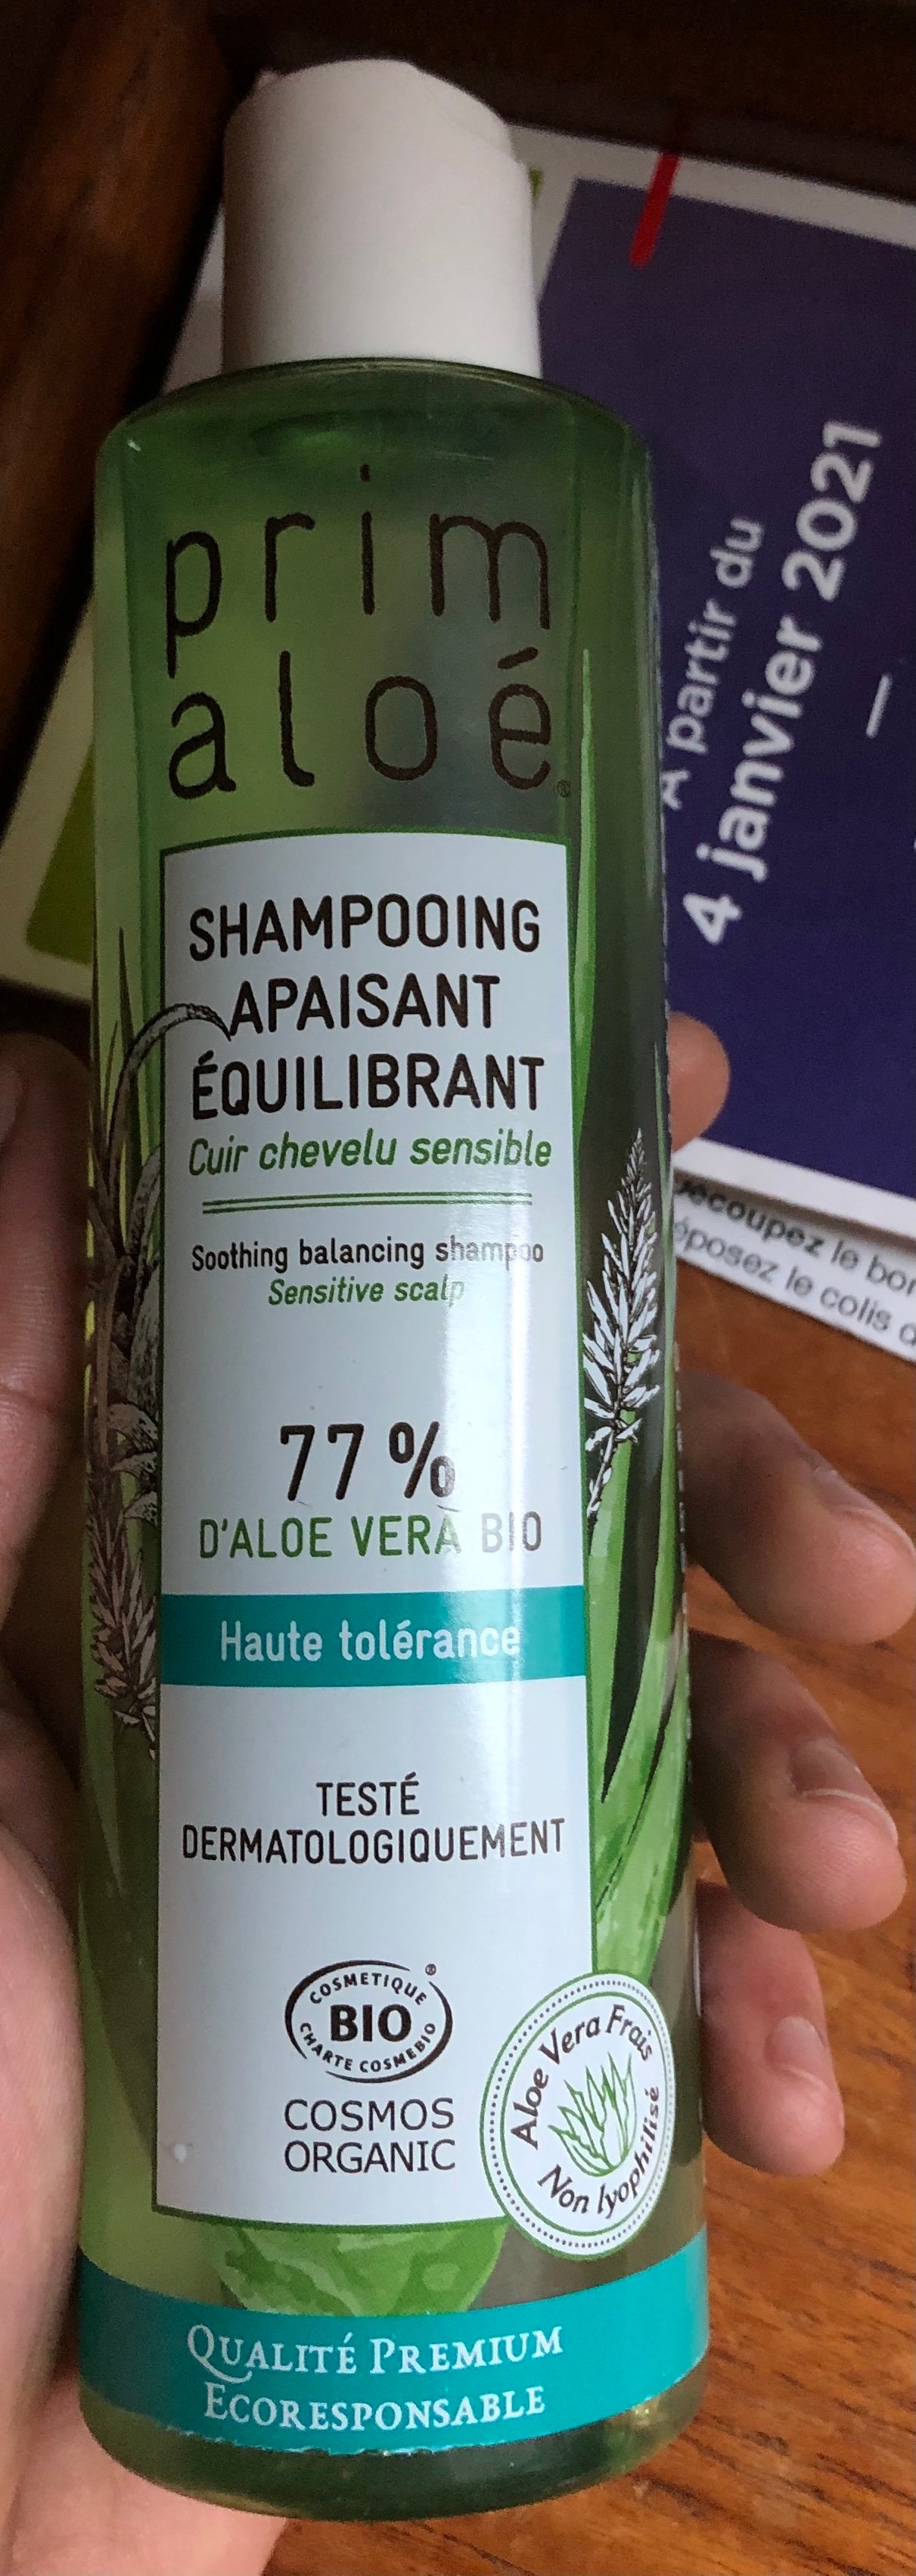 prim
aloé®
SHAMPOOING
APAISANT
ÉQUILIBRANT
Cuir chevelu sensible
Soothing balancing shampoo
Sensitive scalp
77 %
D'ALOE VERA BIO
Haute tolérance
TESTÉ
DERMATOLOGIQUEMENT
COSMETIQUE ®
BIO
CHARTE COSMEBIO
COSMOS
ORGANIC
Aloe Vera Frais
Non lyophilisé
QUALITÉ PREMIUM
ECORESPONSABLE
A partir du
4 janvier 2021
découpez le bor
éposez le colis